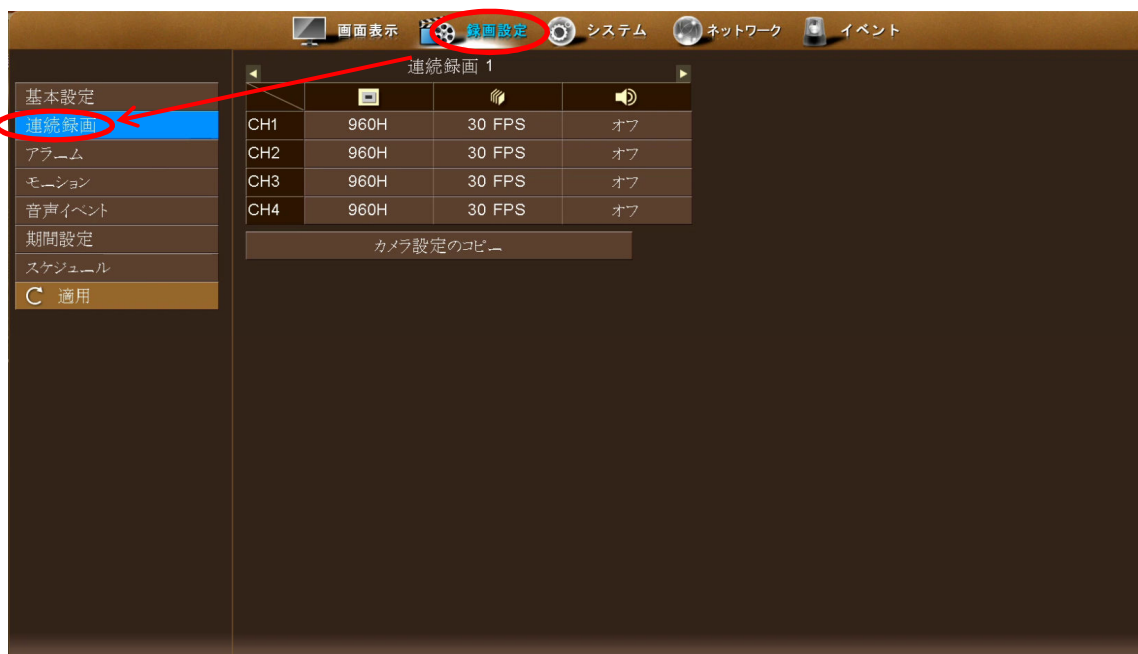 画面表示 録画設定 システム ネットワーク イベント
基本設定
連続録画
アラーム
モーション
音声イベント
期間設定
スケジュール
適用
連続録画 1
CH1 960H 30 FPS オフ
CH2 960H 30 FPS オフ
CH3 960H 30 FPS オフ
CH4 960H 30 FPS オフ
カメラ設定のコピー